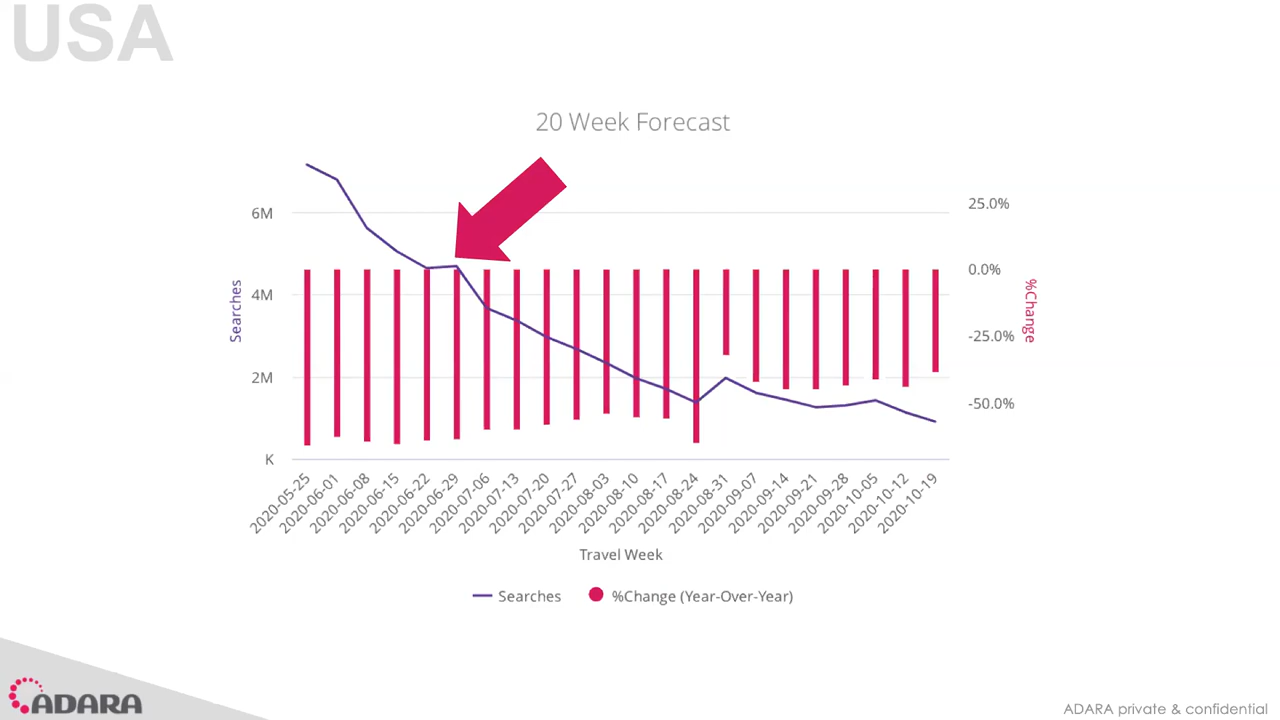 USA
20 Week Forecast
6M
4M
2M
K
Searches
25.0%
0.0%
-25.0%
-50.0%
%Change
2020-05-25
2020-06-01
2020-06-08
2020-06-15
2020-06-22
2020-06-29
2020-07-06
2020-07-13
2020-07-20
2020-07-27
2020-08-03
2020-08-10
2020-08-17
2020-08-24
2020-08-31
2020-09-07
2020-09-14
2020-09-21
2020-09-28
2020-10-05
2020-10-12
2020-10-19
Travel Week
Searches
%Change (Year-Over-Year)
ADARA
ADARA private & confidential